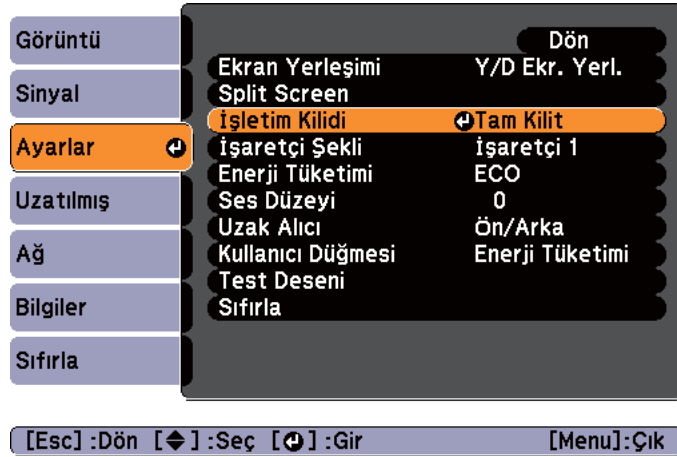 Görüntü
Sinyal
Ayarlar
Uzatılmış
Ağ
Bilgiler
Sıfırla
Dön
Ekran Yerleşimi Y/D Ekr. Yerl.
Split Screen
İşletim Kilidi Tam Kilit
İşaretçi Şekli İşaretçi 1
Enerji Tüketimi ECO
Ses Düzeyi 0
Uzak Alıcı Ön/Arka
Kullanıcı Düğmesi Enerji Tüketimi
Test Deseni
Sıfırla
[Esc] :Dön [◆] :Seç [⏎] :Gir [Menu]:Çık